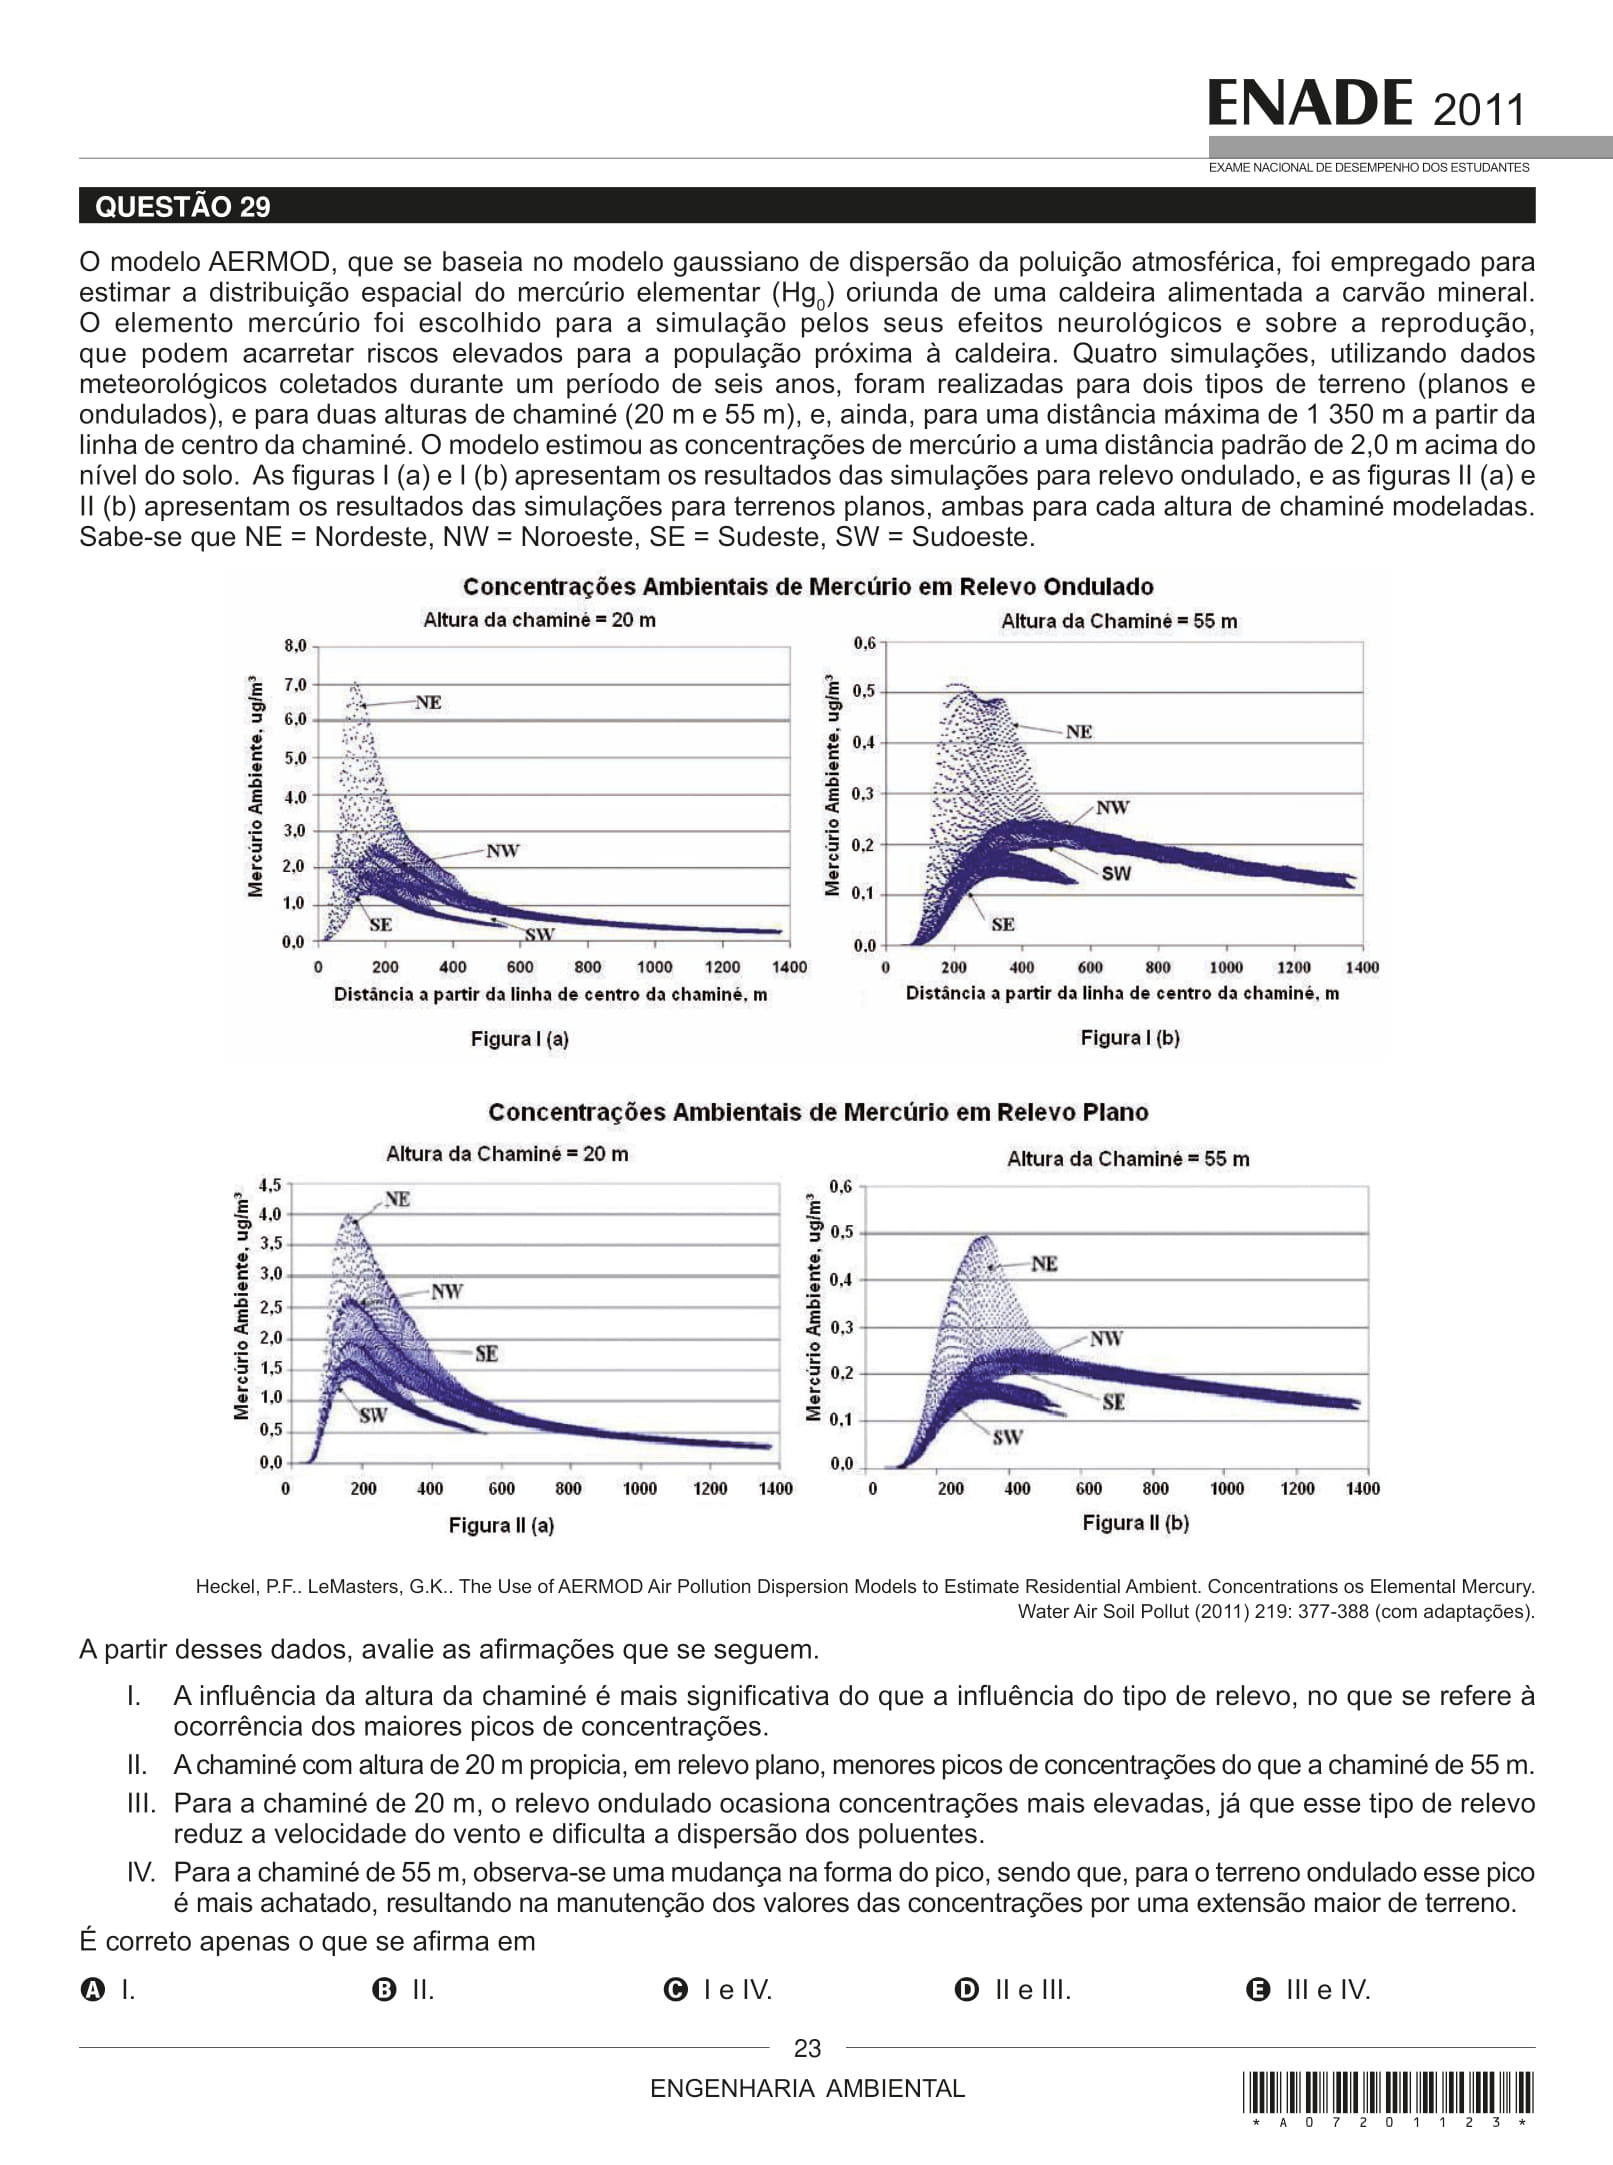 ENADE 2011
EXAME NACIONAL DE DESEMPENHO DOS ESTUDANTES
QUESTÃO 29
O modelo AERMOD, que se baseia no modelo gaussiano de dispersão da poluição atmosférica, foi empregado para
estimar a distribuição espacial do mercúrio elementar (Hg0) oriunda de uma caldeira alimentada a carvão mineral.
O elemento mercúrio foi escolhido para a simulação pelos seus efeitos neurológicos e sobre a reprodução,
que podem acarretar riscos elevados para a população próxima à caldeira. Quatro simulações, utilizando dados
meteorológicos coletados durante um período de seis anos, foram realizadas para dois tipos de terreno (planos e
ondulados), e para duas alturas de chaminé (20 m e 55 m), e, ainda, para uma distância máxima de 1 350 m a partir da
linha de centro da chaminé. O modelo estimou as concentrações de mercúrio a uma distância padrão de 2,0 m acima do
nível do solo. As figuras I (a) e I (b) apresentam os resultados das simulações para relevo ondulado, e as figuras II (a) e
II (b) apresentam os resultados das simulações para terrenos planos, ambas para cada altura de chaminé modeladas.
Sabe-se que NE = Nordeste, NW = Noroeste, SE = Sudeste, SW = Sudoeste.
Concentrações Ambientais de Mercúrio em Relevo Ondulado
Altura da chaminé = 20 m
Mercúrio Ambiente, ug/m³
8,0
7,0
6,0
5,0
4,0
3,0
2,0
1,0
0,0
NE
NW
SE
SW
0 200 400 600 800 1000 1200 1400
Distância a partir da linha de centro da chaminé, m
Figura I (a)
Altura da Chaminé = 55 m
Mercúrio Ambiente, ug/m³
0,6
0,5
0,4
0,3
0,2
0,1
0,0
NE
NW
SW
SE
0 200 400 600 800 1000 1200 1400
Distância a partir da linha de centro da chaminé, m
Figura I (b)
Concentrações Ambientais de Mercúrio em Relevo Plano
Altura da Chaminé = 20 m
Mercúrio Ambiente, ug/m³
4,5
4,0
3,5
3,0
2,5
2,0
1,5
1,0
0,5
0,0
NE
NW
SE
SW
0 200 400 600 800 1000 1200 1400
Figura II (a)
Altura da Chaminé = 55 m
Mercúrio Ambiente, ug/m³
0,6
0,5
0,4
0,3
0,2
0,1
0,0
NE
NW
SE
SW
0 200 400 600 800 1000 1200 1400
Figura II (b)
Heckel, P.F.. LeMasters, G.K.. The Use of AERMOD Air Pollution Dispersion Models to Estimate Residential Ambient. Concentrations os Elemental Mercury.
Water Air Soil Pollut (2011) 219: 377-388 (com adaptações).
A partir desses dados, avalie as afirmações que se seguem.
I. A influência da altura da chaminé é mais significativa do que a influência do tipo de relevo, no que se refere à
ocorrência dos maiores picos de concentrações.
II. A chaminé com altura de 20 m propicia, em relevo plano, menores picos de concentrações do que a chaminé de 55 m.
III. Para a chaminé de 20 m, o relevo ondulado ocasiona concentrações mais elevadas, já que esse tipo de relevo
reduz a velocidade do vento e dificulta a dispersão dos poluentes.
IV. Para a chaminé de 55 m, observa-se uma mudança na forma do pico, sendo que, para o terreno ondulado esse pico
é mais achatado, resultando na manutenção dos valores das concentrações por uma extensão maior de terreno.
É correto apenas o que se afirma em
A I. B II. C I e IV. D II e III. E III e IV.
23
ENGENHARIA AMBIENTAL
* A 0 7 2 0 1 1 2 3 *